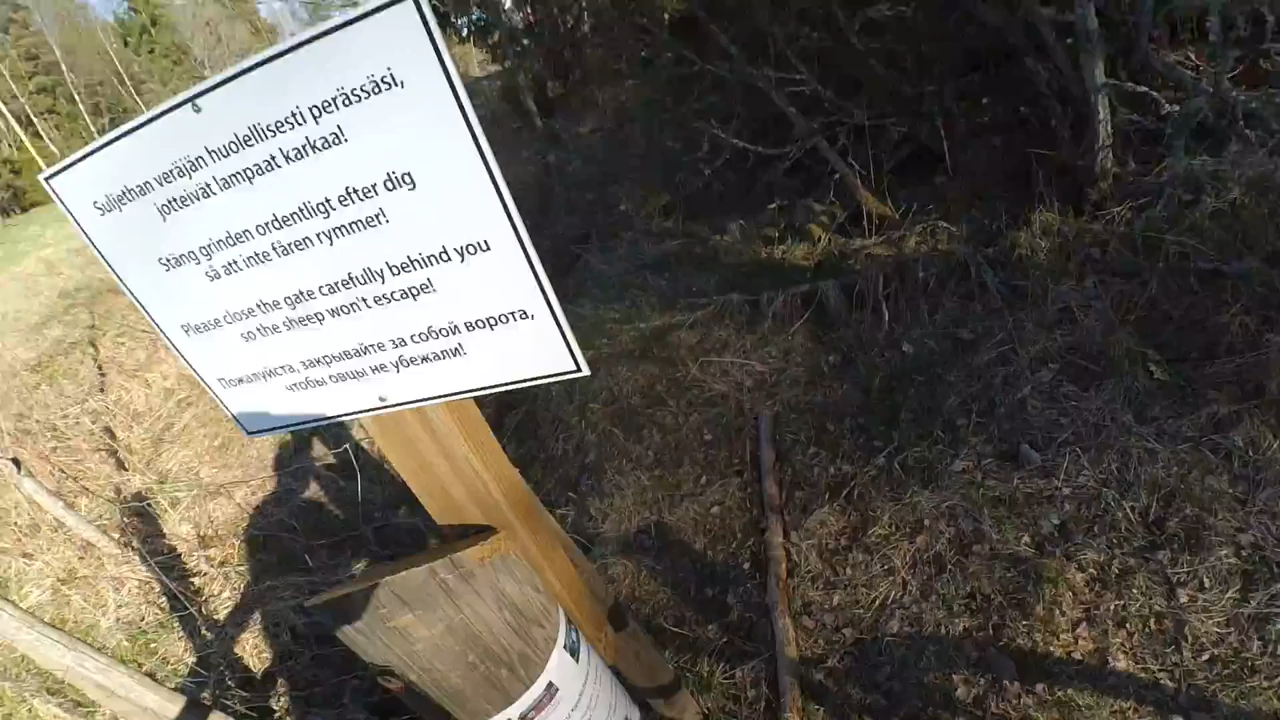 Suljethan veräjän huolellisesti perässäsi,
jotteivät lampaat karkaa!
Stäng grinden ordentligt efter dig
så att inte fåren rymmer!
Please close the gate carefully behind you
so the sheep won't escape!
Пожалуйста, закрывайте за собой ворота,
чтобы овцы не убежали!